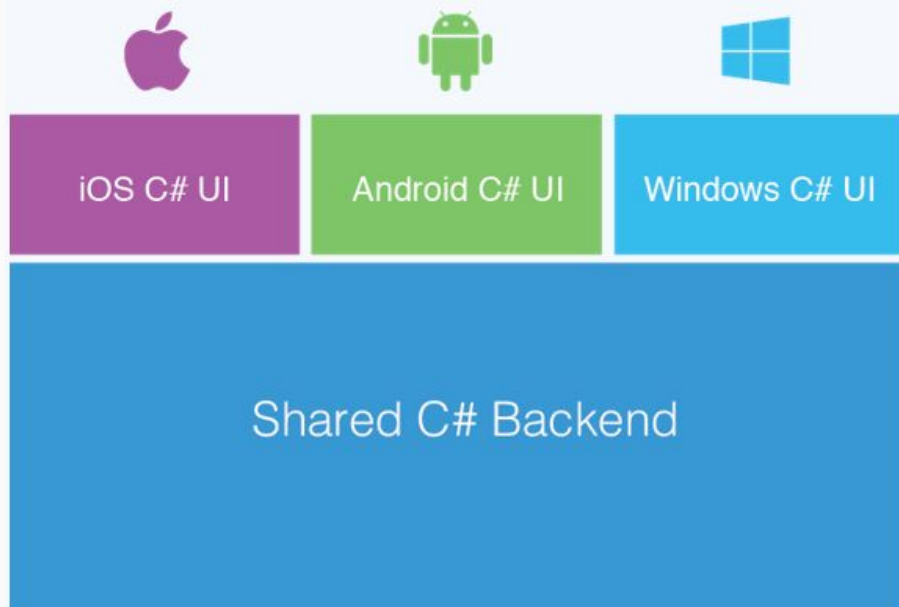 iOS C# UI
Android C# UI
Windows C# UI
Shared C# Backend